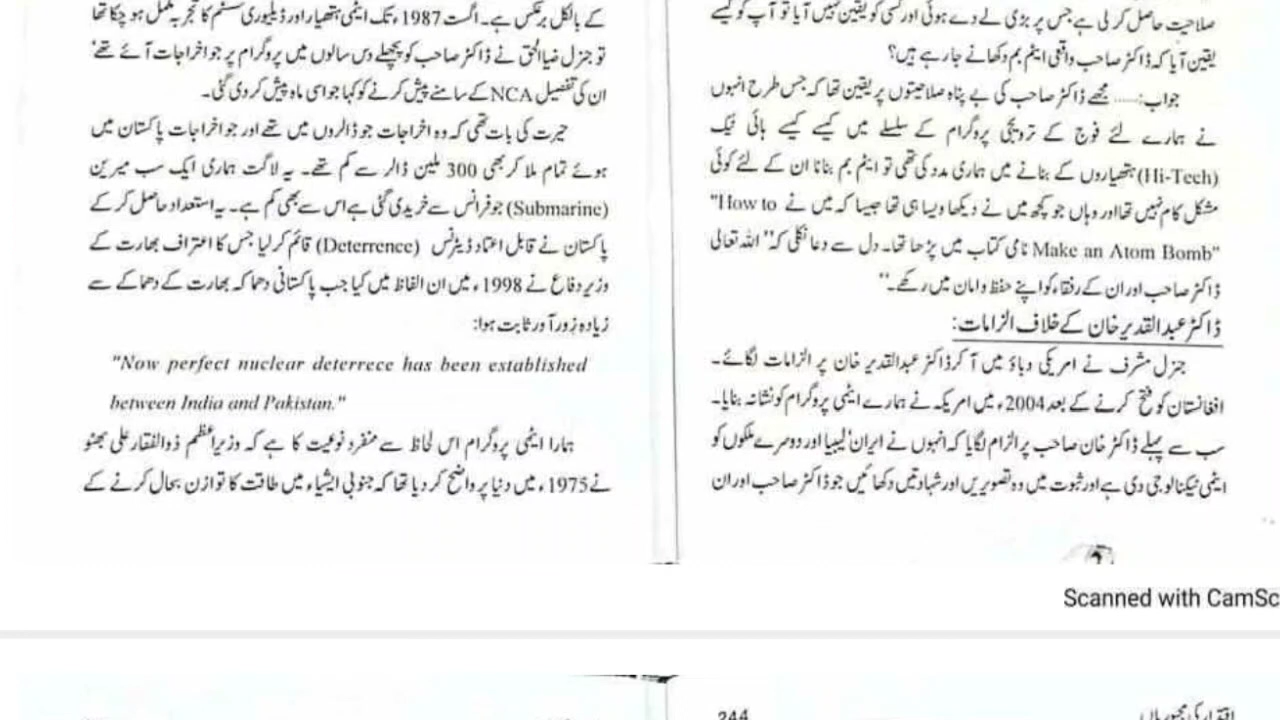 صلاحیت حاصل کر لی ہے جس پر بڑی لے دے ہوئی اور کسی کو یقین نہیں آیا تو آپ کو کیسے
یقین آیا کہ ڈاکٹر صاحب واقعی ایٹم بم دکھانے جا رہے ہیں؟
جواب:...... مجھے ڈاکٹر صاحب کی بے پناہ صلاحیتوں پر یقین تھا کہ جس طرح انہوں
نے ہمارے لئے فوج کے ترویجی پروگرام کے سلسلے میں کیسے کیسے ہائی ٹیک
(Hi-Tech) ہتھیاروں کے بنانے میں ہماری مدد کی تھی تو ایٹم بم بنانا ان کے لئے کوئی
مشکل کام نہیں تھا اور وہاں جو کچھ میں نے دیکھا ویسا ہی تھا جیسا کہ میں نے "How to
Make an Atom Bomb" نامی کتاب میں پڑھا تھا۔ دل سے دعا نکلی کہ "اللہ تعالی
ڈاکٹر صاحب اور ان کے رفقاء کو اپنے حفظ و امان میں رکھے۔"
ڈاکٹر عبدالقدیر خان کے خلاف الزامات:
جنرل مشرف نے امریکی دباؤ میں آ کر ڈاکٹر عبدالقدیر خان پر الزامات لگائے۔
افغانستان کو فتح کرنے کے بعد 2004ء میں امریکہ نے ہمارے ایٹمی پروگرام کو نشانہ بنایا۔
سب سے پہلے ڈاکٹر خان صاحب پر الزام لگایا کہ انہوں نے ایران' لیبیا اور دوسرے ملکوں کو
ایٹمی ٹیکنالوجی دی ہے اور ثبوت میں وہ تصویریں اور شہادتیں دکھائیں جو ڈاکٹر صاحب اور ان
کے بالکل برعکس ہے۔ اگست 1987ء تک ایٹمی ہتھیار اور ڈیلیوری سسٹم کا تجربہ مکمل ہو چکا تھا
تو جنرل ضیاالحق نے ڈاکٹر صاحب کو پچھلے دس سالوں میں پروگرام پر جو اخراجات آئے تھے'
ان کی تفصیل NCA کے سامنے پیش کرنے کو کہا جو اسی ماہ پیش کر دی گئی۔
حیرت کی بات تھی کہ وہ اخراجات جو ڈالروں میں تھے اور جو اخراجات پاکستان میں
ہوئے تمام ملا کر بھی 300 ملین ڈالر سے کم تھے۔ یہ لاگت ہماری ایک سب میرین
(Submarine) جو فرانس سے خریدی گئی ہے اس سے بھی کم ہے۔ یہ استعداد حاصل کر کے
پاکستان نے قابل اعتماد ڈیٹرنس (Deterrence) قائم کر لیا جس کا اعتراف بھارت کے
وزیر دفاع نے 1998ء میں ان الفاظ میں کیا جب پاکستانی دھماکہ بھارت کے دھماکے سے
زیادہ زور آور ثابت ہوا:
"Now perfect nuclear deterrece has been established
between India and Pakistan."
ہمارا ایٹمی پروگرام اس لحاظ سے منفرد نوعیت کا ہے کہ وزیراعظم ذوالفقار علی بھٹو
نے 1975ء میں دنیا پر واضح کر دیا تھا کہ جنوبی ایشیاء میں طاقت کا توازن بحال کرنے کے
Scanned with CamSc
اقتدار کی مجبوریاں
244